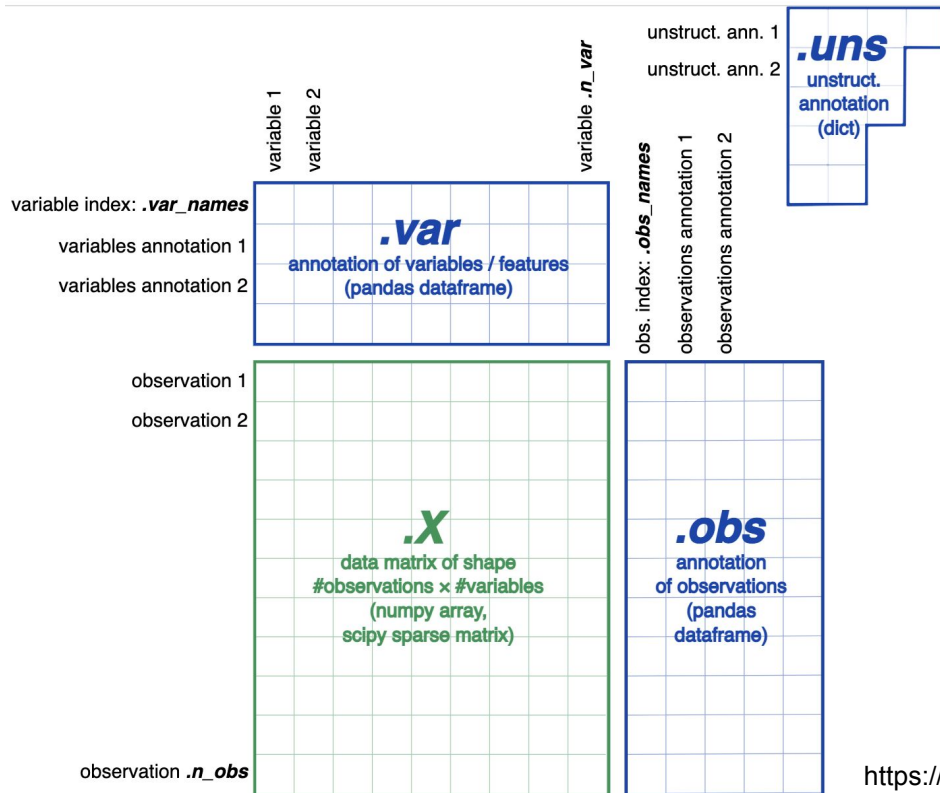 unstruct. ann. 1
unstruct. ann. 2
.uns
unstruct.
annotation
(dict)
variable 1
variable 2
variable .n_var
obs. index: .obs_names
observations annotation 1
observations annotation 2
variable index: .var_names
variables annotation 1
variables annotation 2
.var
annotation of variables / features
(pandas dataframe)
observation 1
observation 2
observation .n_obs
.X
data matrix of shape
#observations × #variables
(numpy array,
scipy sparse matrix)
.obs
annotation
of observations
(pandas
dataframe)
https://